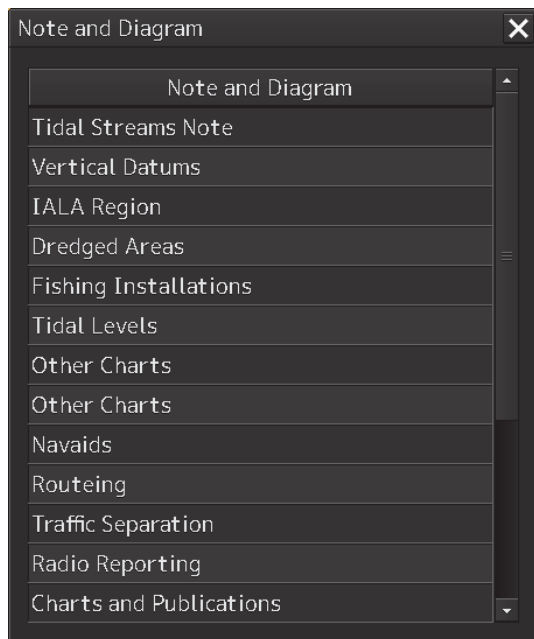 Note and Diagram
Note and Diagram
Tidal Streams Note
Vertical Datums
IALA Region
Dredged Areas
Fishing Installations
Tidal Levels
Other Charts
Other Charts
Navaids
Routeing
Traffic Separation
Radio Reporting
Charts and Publications